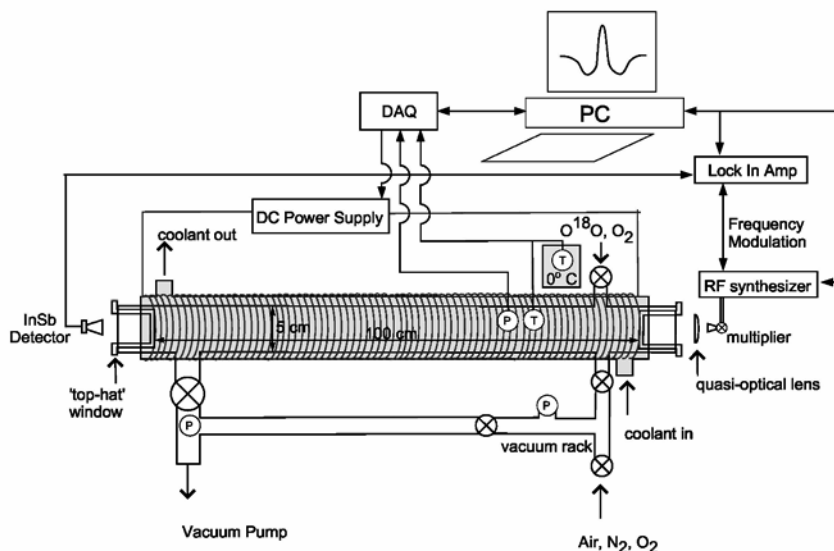 DAQ
PC
Lock In Amp
DC Power Supply
O¹⁸O, O₂
Frequency
Modulation
coolant out
T
0° C
RF synthesizer
InSb
Detector
P
T
5 cm
100 cm
multiplier
'top-hat'
window
quasi-optical lens
P
P
vacuum rack
coolant in
Vacuum Pump
Air, N₂, O₂